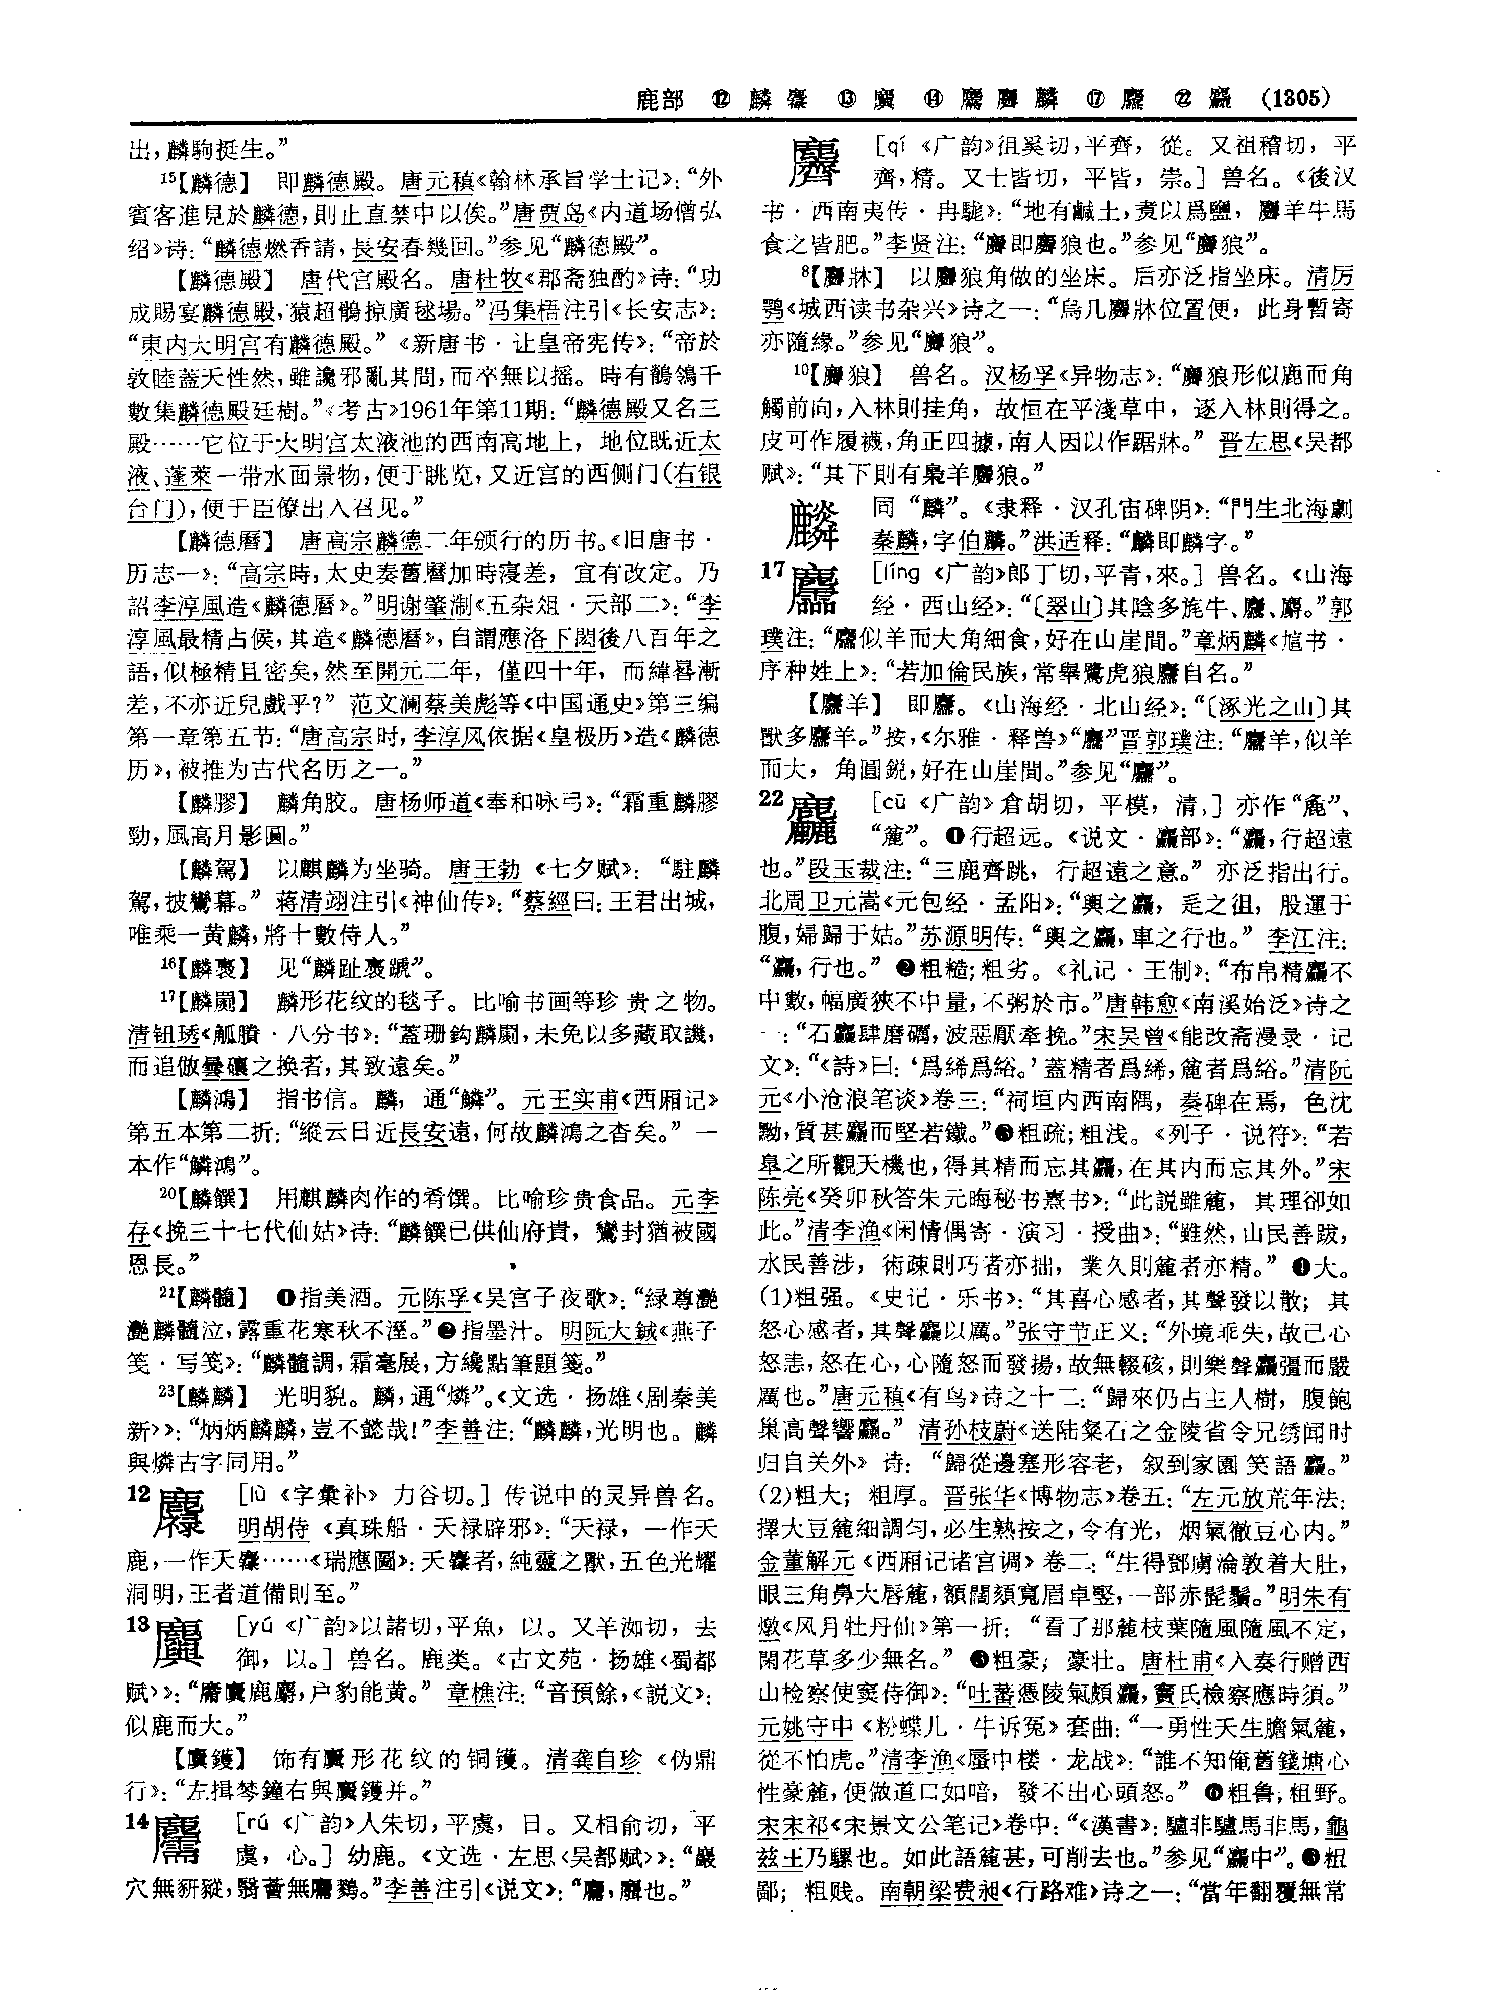 鹿部 ⑫ 麟 ⑬ ⑭ 麡 ⑰ 麢 ㉒ 麤 (1305)
出，麟駒挺生。”
15【麟德】 即麟德殿。唐元稹《翰林承旨学士记》：“外
賓客進見於麟德，則止直禁中以俟。”唐贾岛《内道场僧弘
绍》诗：“麟德燃香請，長安春幾回。”参见“麟德殿”。
【麟德殿】 唐代宫殿名。唐杜牧《郡斋独酌》诗：“功
成賜宴麟德殿，猿超鶻掠廣毬場。”冯集梧注引《长安志》：
“東内大明宫有麟德殿。”《新唐书·让皇帝宪传》：“帝於
敦睦蓋天性然，雖讒邪亂其間，而卒無以摇。時有鶺鴒千
數集麟德殿廷樹。”《考古》1961年第11期：“麟德殿又名三
殿……它位于大明宫太液池的西南高地上，地位既近太
液、蓬莱一带水面景物，便于眺览，又近宫的西侧门（右银
台门），便于臣僚出入召见。”
【麟德曆】 唐高宗麟德二年颁行的历书。《旧唐书·
历志一》：“高宗時，太史奏舊曆加時寖差，宜有改定。乃
詔李淳風造《麟德曆》。”明谢肇淛《五杂俎·天部二》：“李
淳風最精占候，其造《麟德曆》，自謂應洛下閎後八百年之
語，似極精且密矣，然至開元二年，僅四十年，而緯晷漸
差，不亦近兒戲乎？” 范文澜蔡美彪等《中国通史》第三编
第一章第五节：“唐高宗时，李淳风依据《皇极历》造《麟德
历》，被推为古代名历之一。”
【麟膠】 麟角胶。唐杨师道《奉和咏弓》：“霜重麟膠
勁，風高月影圓。”
【麟駕】 以麒麟为坐骑。唐王勃《七夕赋》：“駐麟
駕，披鸞幕。” 蒋清翊注引《神仙传》：“蔡經曰：王君出城，
唯乘一黄麟，將十數侍人。”
16【麟褭】 见“麟趾褭蹏”。
17【麟罽】 麟形花纹的毯子。比喻书画等珍贵之物。
清钮琇《觚賸·八分书》：“蓋珊鈎麟罽，未免以多藏取譏，
而追倣曩碑之换者，其致遠矣。”
【麟鴻】 指书信。麟，通“鱗”。元王实甫《西厢记》
第五本第二折：“縱云日近長安遠，何故麟鴻之杳矣。” 一
本作“鱗鴻”。
20【麟饌】 用麒麟肉作的肴馔。比喻珍贵食品。元李
存《挽三十七代仙姑》诗：“麟饌已供仙府貴，鸞封猶被國
恩長。”
21【麟髓】 ❶指美酒。元陈孚《吴宫子夜歌》：“緑尊灔
灔麟髓泣，露重花寒秋不溼。”❷指墨汁。明阮大鋮《燕子
笺·写笺》：“麟髓調，霜毫展，方纔點筆題箋。”
23【麟麟】 光明貌。麟，通“燐”。《文选·扬雄〈剧秦美
新〉》：“炳炳麟麟，豈不懿哉！”李善注：“麟麟，光明也。麟
與燐古字同用。”
12 [lù 《字彙补》 力谷切。] 传说中的灵异兽名。
明胡侍《真珠船·天禄辟邪》：“天禄，一作天
鹿，一作天……《瑞應圖》：天者，純靈之獸，五色光耀
洞明，王者道備則至。”
13 [yú 《广韵》以諸切，平魚，以。又羊洳切，去
御，以。] 兽名。鹿类。《古文苑·扬雄〈蜀都
赋〉》：“鹿麝，户豹能黄。” 章樵注：“音預餘，《説文》：
似鹿而大。”
【鑊】 饰有形花纹的铜镬。清龚自珍《伪鼎
行》：“左揖琴鐘右與鑊并。”
14 [rú 《广韵》人朱切，平虞，日。又相俞切，平
虞，心。] 幼鹿。《文选·左思〈吴都赋〉》：“巖
穴無豜豵，翳薈無鷚。”李善注引《说文》：“也。”
麡 [qí 《广韵》徂奚切，平齊，從。又祖稽切，平
齊，精。又士皆切，平皆，崇。] 兽名。《後汉
书·西南夷传·冉駹》：“地有鹹土，煑以爲鹽，麡羊牛馬
食之皆肥。”李贤注：“麡即麡狼也。”参见“麡狼”。
8【麡牀】 以麡狼角做的坐床。后亦泛指坐床。清厉
鹗《城西读书杂兴》诗之一：“烏几麡牀位置便，此身暫寄
亦隨緣。”参见“麡狼”。
10【麡狼】 兽名。汉杨孚《异物志》：“麡狼形似鹿而角
觸前向，入林則挂角，故恒在平淺草中，逐入林則得之。
皮可作履襪，角正四據，南人因以作踞牀。” 晋左思《吴都
赋》：“其下則有梟羊麡狼。”
同“麟”。《隶释·汉孔宙碑阴》：“門生北海劇
秦麟，字伯麟。”洪适释：“麟即麟字。”
17 麢 [líng 《广韵》郎丁切，平青，來。] 兽名。《山海
经·西山经》：“〔翠山〕其陰多旄牛、麢、麝。”郭
璞注：“麢似羊而大角細食，好在山崖間。”章炳麟《訄书·
序种姓上》：“若加倫民族，常舉鷺虎狼麢自名。”
【麢羊】 即麢。《山海经·北山经》：“〔涿光之山〕其
獸多麢羊。”按，《尔雅·释兽》“麢”晋郭璞注：“麢羊，似羊
而大，角圓鋭，好在山崖間。”参见“麢”。
22 麤 [cū 《广韵》倉胡切，平模，清。] 亦作“麁”、
“麄”。❶行超远。《说文·麤部》：“麤，行超遠
也。”段玉裁注：“三鹿齊跳，行超遠之意。” 亦泛指出行。
北周卫元嵩《元包经·孟阳》：“輿之麤，辵之徂，股運于
腹，婦歸于姑。”苏源明传：“輿之麤，車之行也。” 李江注：
“麤，行也。” ❷粗糙；粗劣。《礼记·王制》：“布帛精麤不
中數，幅廣狹不中量，不粥於市。”唐韩愈《南溪始泛》诗之
一：“石麤肆磨礪，波惡厭牽挽。”宋吴曾《能改斋漫录·记
文》：“《詩》曰：‘爲絺爲綌。’蓋精者爲絺，麄者爲綌。”清阮
元《小沧浪笔谈》卷三：“祠垣内西南隅，奏碑在焉，色沈
黝，質甚麤而堅若鐵。”❸粗疏；粗浅。《列子·说符》：“若
臯之所觀天機也，得其精而忘其麤，在其内而忘其外。”宋
陈亮《癸卯秋答朱元晦秘书熹书》：“此説雖麄，其理卻如
此。”清李渔《闲情偶寄·演习·授曲》：“雖然，山民善跋，
水民善涉，術疎則巧者亦拙，業久則麄者亦精。” ❹大。
(1)粗强。《史记·乐书》：“其喜心感者，其聲發以散；其
怒心感者，其聲麤以厲。”张守节正义：“外境乖失，故己心
怒恚，怒在心，心隨怒而發揚，故無輟硋，則樂聲麤彊而嚴
厲也。”唐元稹《有鸟》诗之十二：“歸來仍占主人樹，腹飽
巢高聲響麤。” 清孙枝蔚《送陆粲石之金陵省令兄绣闻时
归自关外》诗：“歸從邊塞形容老，叙到家園笑語麤。”
(2)粗大；粗厚。晋张华《博物志》卷五：“左元放荒年法：
擇大豆麄細調匀，必生熟按之，令有光，烟氣徹豆心内。”
金董解元《西厢记诸宫调》卷二：“生得鄧虜淪敦着大肚，
眼三角鼻大唇麄，額闊頦寬眉卓竪，一部赤髭鬚。”明朱有
燉《风月牡丹仙》第一折：“看了那麄枝葉隨風隨風不定，
閑花草多少無名。” ❺粗豪；豪壮。唐杜甫《入奏行赠西
山检察使窦侍御》：“吐蕃憑陵氣頗麤，竇氏檢察應時須。”
元姚守中《粉蝶儿·牛诉冤》套曲：“一勇性天生膽氣麄，
從不怕虎。”清李渔《蜃中楼·龙战》：“誰不知俺舊錢塘心
性豪麄，便做道口如喑，發不出心頭怒。” ❻粗鲁；粗野。
宋宋祁《宋景文公笔记》卷中：“《漢書》：驢非驢馬非馬，龜
兹王乃騾也。如此語麄甚，可削去也。”参见“麤中”。❼粗
鄙；粗贱。南朝梁费昶《行路难》诗之一：“當年翻覆無常